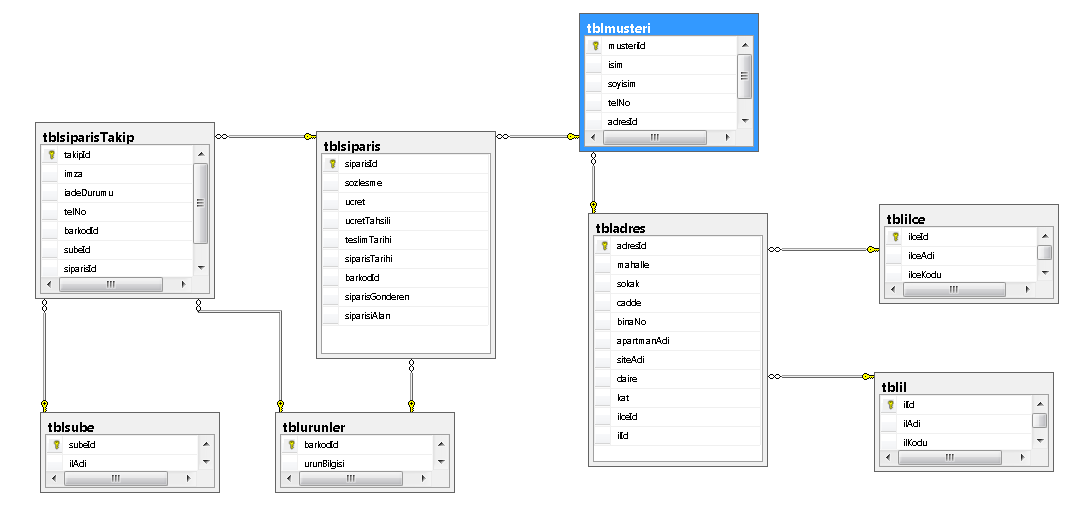 tblmusteri
musteriId
isim
soyisim
telNo
adresId
tblsiparisTakip
takipId
imza
iadeDurumu
telNo
barkodId
subeId
siparisId
tblsiparis
siparisId
sozlesme
ucret
ucretTahsili
teslimTarihi
siparisTarihi
barkodId
siparisGonderen
siparisiAlan
tbladres
adresId
mahalle
sokak
cadde
binaNo
apartmanAdi
siteAdi
daire
kat
ilceId
ilId
tblilce
ilceId
ilceAdi
ilceKodu
tblil
ilId
ilAdi
ilKodu
tblsube
subeId
ilAdi
tblurunler
barkodId
urunBilgisi